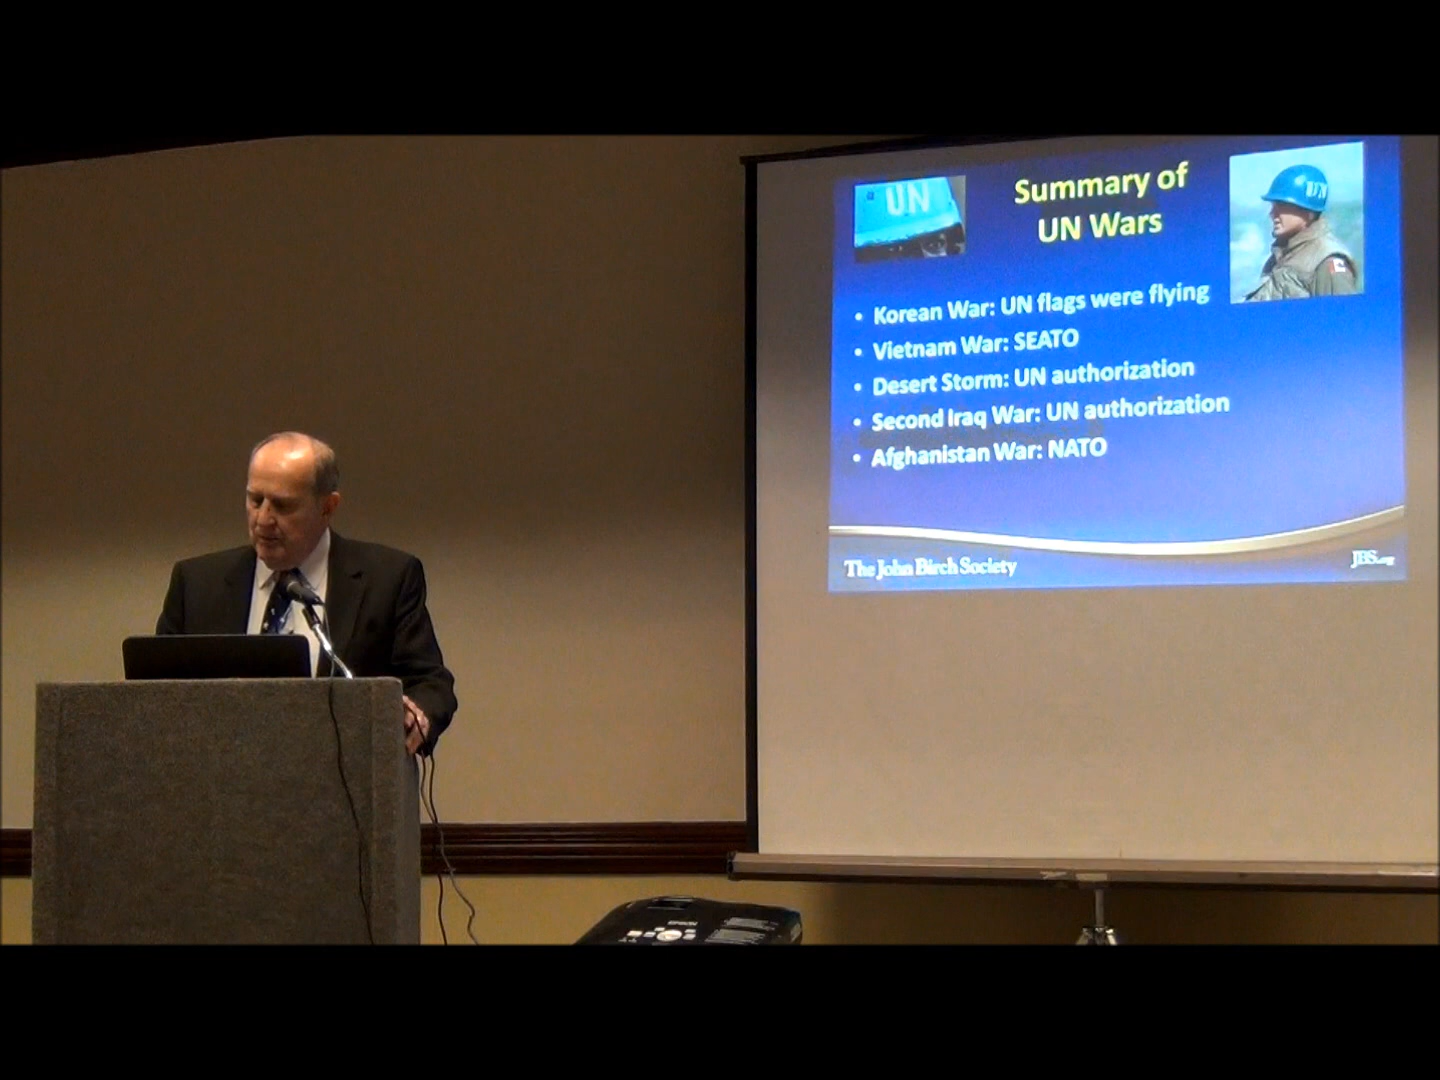 UN
Summary of
UN Wars
UN
• Korean War: UN flags were flying
• Vietnam War: SEATO
• Desert Storm: UN authorization
• Second Iraq War: UN authorization
• Afghanistan War: NATO
The John Birch Society
JBS.org